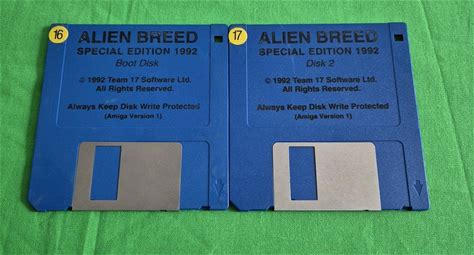 16
ALIEN BREED
SPECIAL EDITION 1992
Boot Disk
© 1992 Team 17 Software Ltd.
All Rights Reserved.
Always Keep Disk Write Protected
(Amiga Version 1)
17
ALIEN BREED
SPECIAL EDITION 1992
Disk 2
© 1992 Team 17 Software Ltd.
All Rights Reserved.
Always Keep Disk Write Protected
(Amiga Version 1)